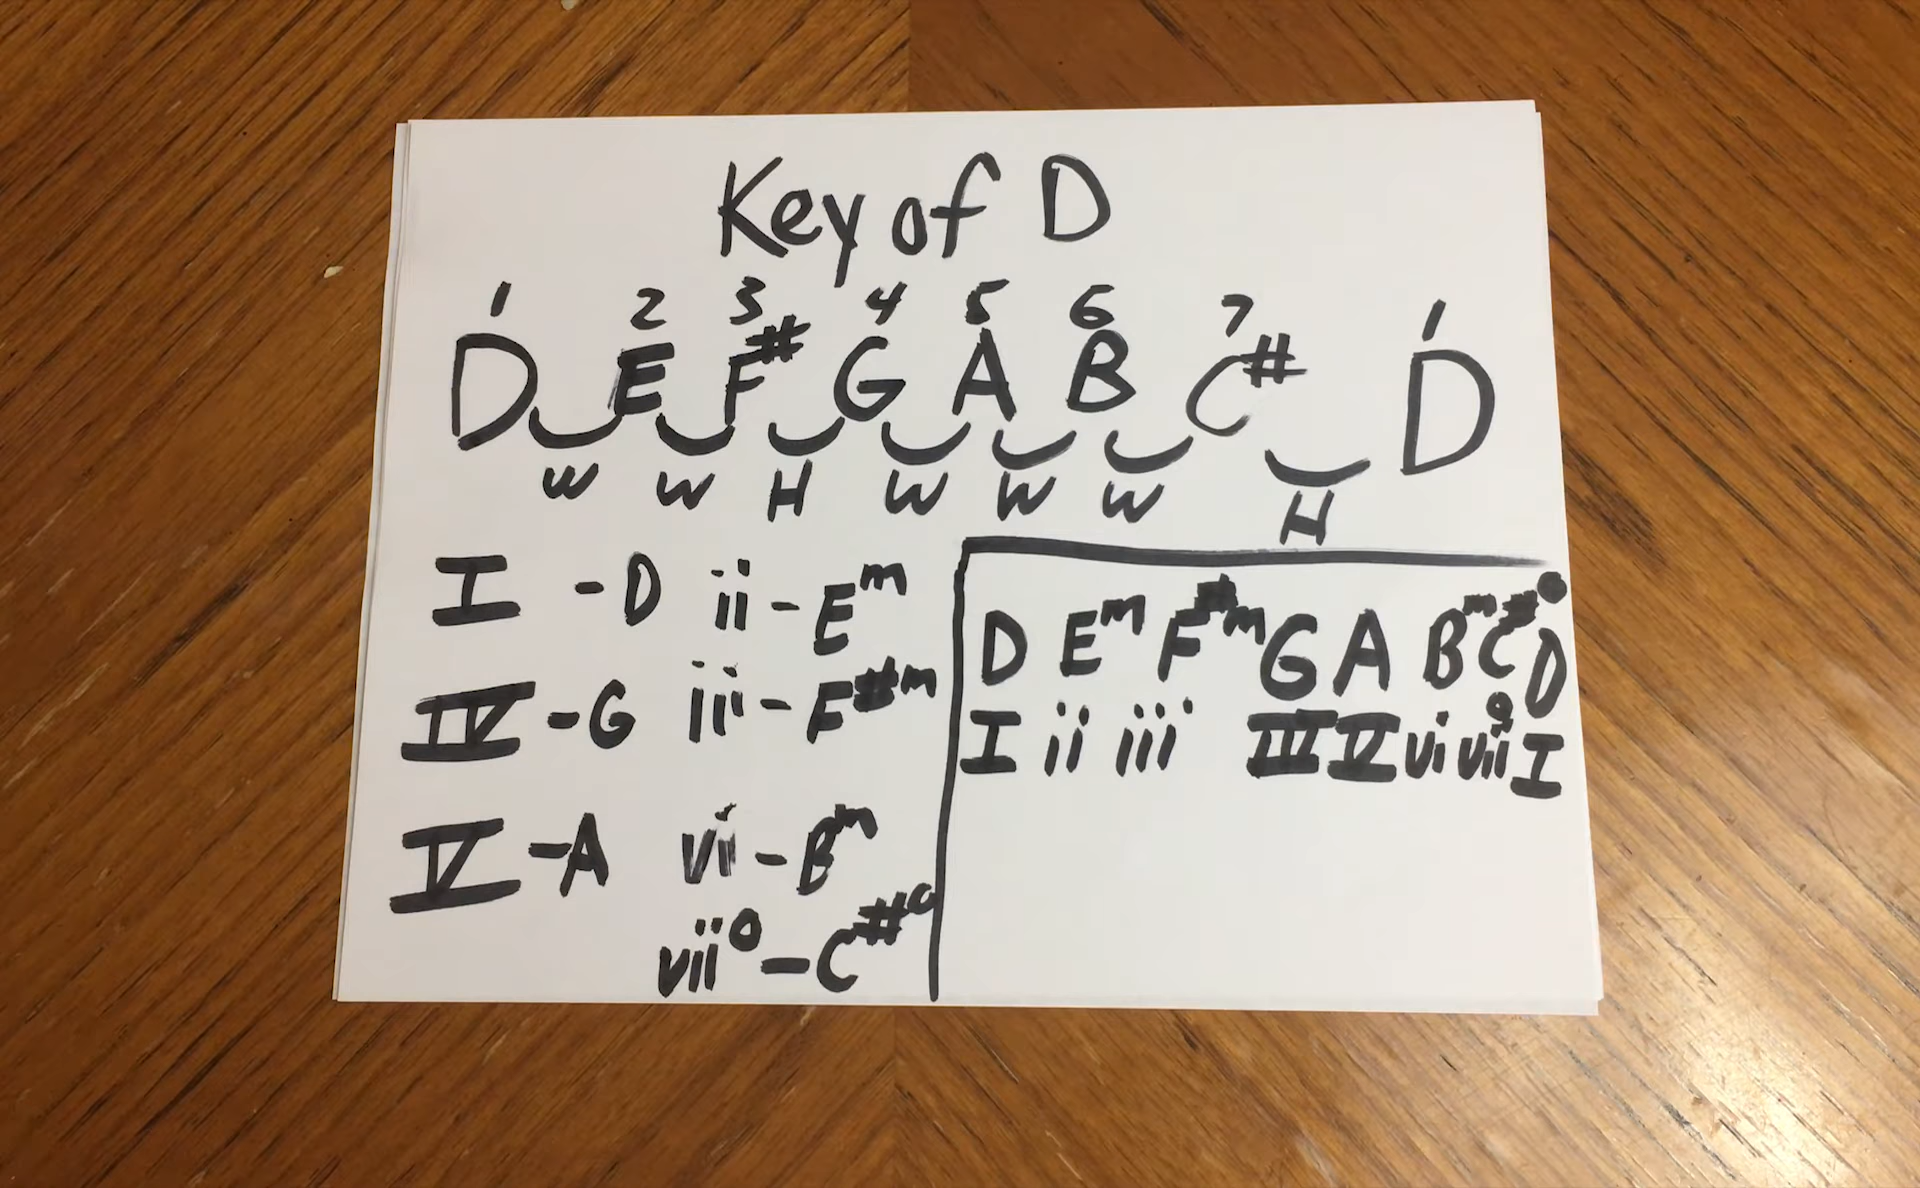 Key of D
1 2 3 4 5 6 7 1
D E F# G A B C# D
W W H W W W H
I - D ii - Em
IV - G iii - F#m
V - A vi - Bm
vii° - C#°
D Em F#m G A Bm C#° D
I ii iii III V vi vii° I